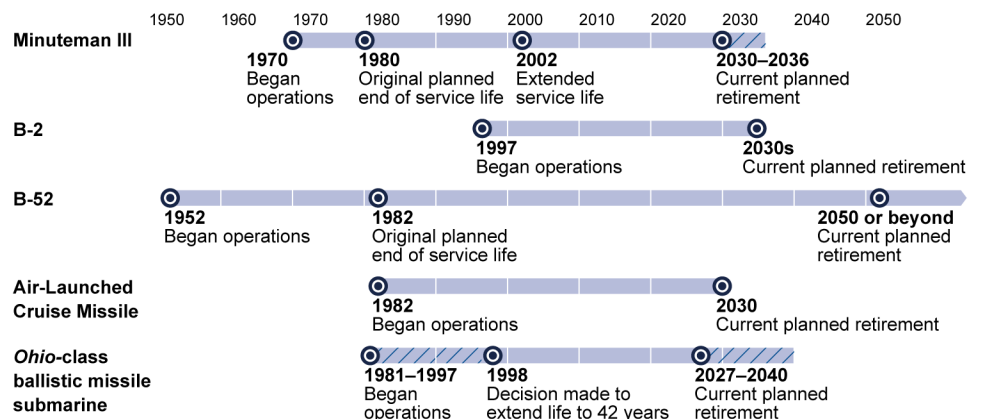 1950 1960 1970 1980 1990 2000 2010 2020 2030 2040 2050
Minuteman III
1970 1980 2002 2030–2036
Began Original planned Extended Current planned
operations end of service life service life retirement
B-2
1997 2030s
Began operations Current planned retirement
B-52
1952 1982 2050 or beyond
Began operations Original planned Current planned
end of service life retirement
Air-Launched
Cruise Missile
1982 2030
Began operations Current planned retirement
Ohio-class
ballistic missile
submarine
1981–1997 1998 2027–2040
Began Decision made to Current planned
operations extend life to 42 years retirement